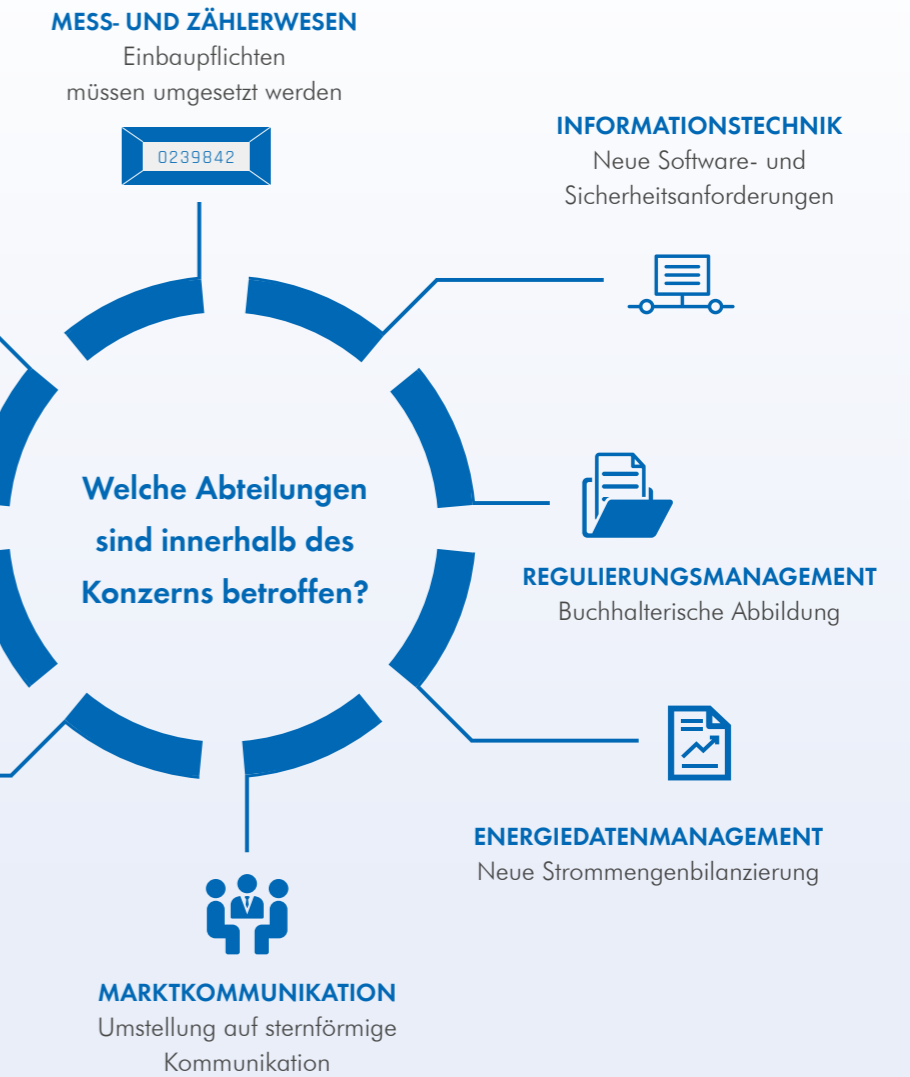 MESS- UND ZÄHLERWESEN
Einbaupflichten
müssen umgesetzt werden
0239842
INFORMATIONSTECHNIK
Neue Software- und
Sicherheitsanforderungen
Welche Abteilungen
sind innerhalb des
Konzerns betroffen?
REGULIERUNGSMANAGEMENT
Buchhalterische Abbildung
ENERGIEDATENMANAGEMENT
Neue Strommengenbilanzierung
MARKTKOMMUNIKATION
Umstellung auf sternförmige
Kommunikation